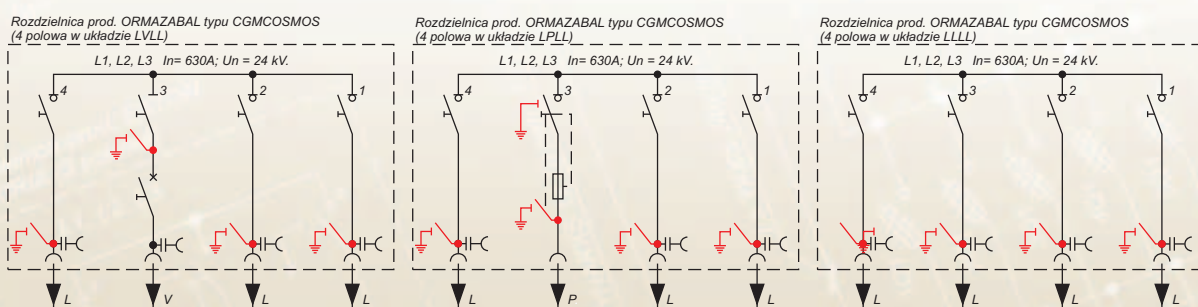 Rozdzielnica prod. ORMAZABAL typu CGMCOSMOS
(4 polowa w układzie LVLL)
L1, L2, L3 In= 630A; Un = 24 kV.
4 3 2 1
L V L L
Rozdzielnica prod. ORMAZABAL typu CGMCOSMOS
(4 polowa w układzie LPLL)
L1, L2, L3 In= 630A; Un = 24 kV.
4 3 2 1
L P L L
Rozdzielnica prod. ORMAZABAL typu CGMCOSMOS
(4 polowa w układzie LLLL)
L1, L2, L3 In= 630A; Un = 24 kV.
4 3 2 1
L L L L